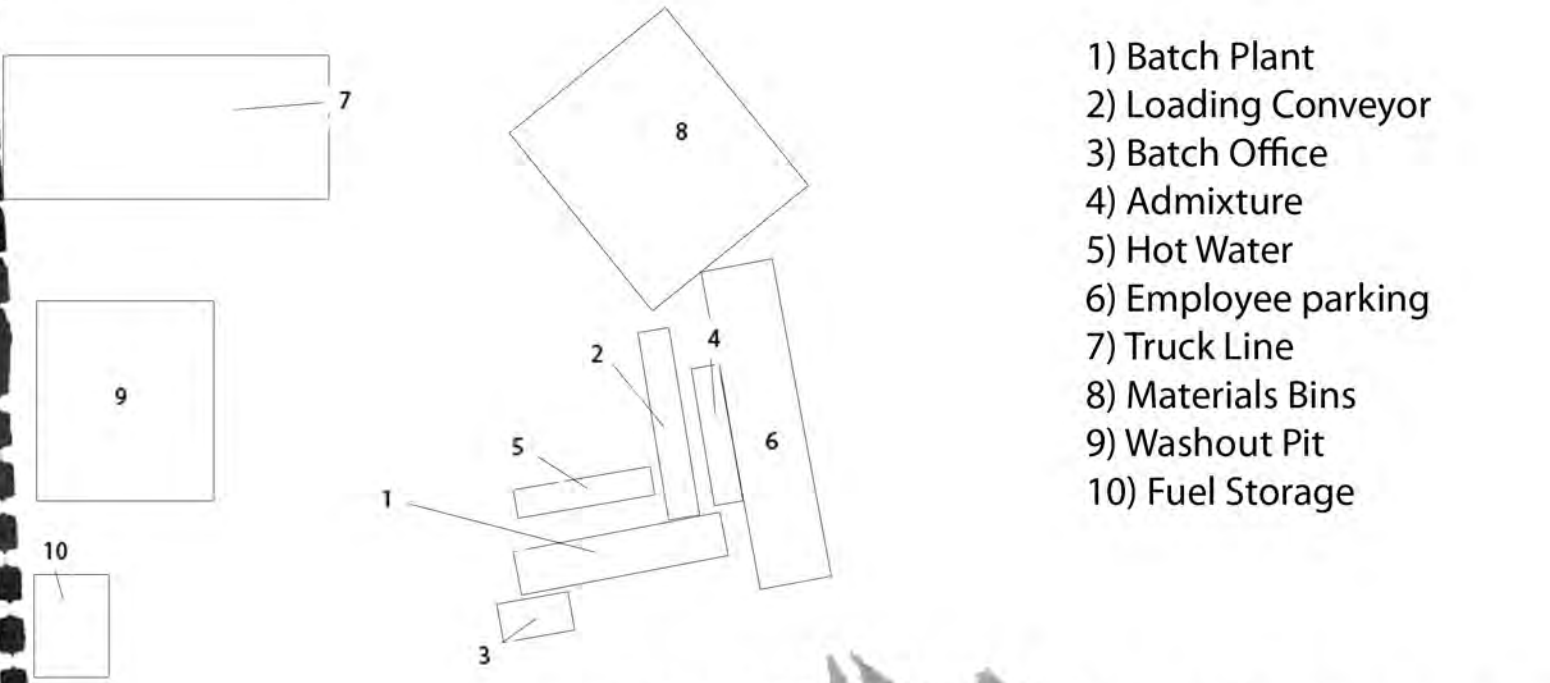 7
8
2
4
9
5
6
1
10
3
1) Batch Plant
2) Loading Conveyor
3) Batch Office
4) Admixture
5) Hot Water
6) Employee parking
7) Truck Line
8) Materials Bins
9) Washout Pit
10) Fuel Storage